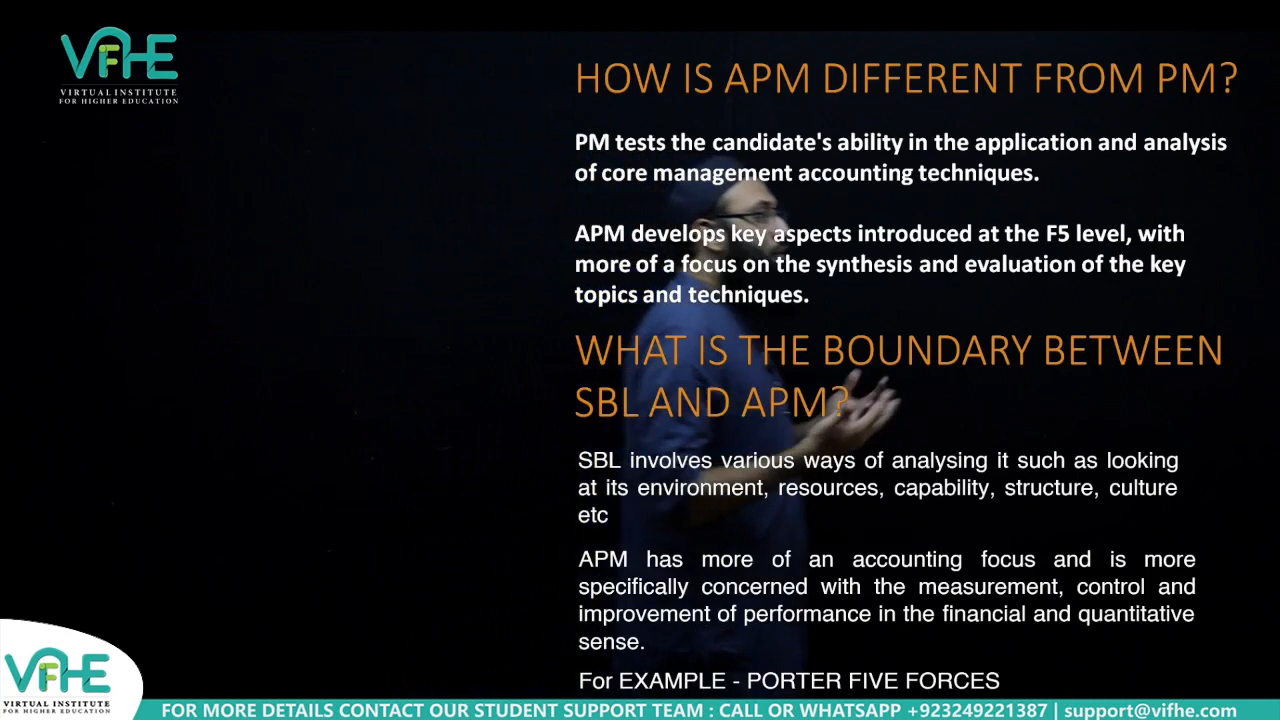 VIFHE
VIRTUAL INSTITUTE
FOR HIGHER EDUCATION
HOW IS APM DIFFERENT FROM PM?
PM tests the candidate's ability in the application and analysis
of core management accounting techniques.
APM develops key aspects introduced at the F5 level, with
more of a focus on the synthesis and evaluation of the key
topics and techniques.
WHAT IS THE BOUNDARY BETWEEN
SBL AND APM?
SBL involves various ways of analysing it such as looking
at its environment, resources, capability, structure, culture
etc
APM has more of an accounting focus and is more
specifically concerned with the measurement, control and
improvement of performance in the financial and quantitative
sense.
For EXAMPLE - PORTER FIVE FORCES
VIFHE
VIRTUAL INSTITUTE
FOR HIGHER EDUCATION
FOR MORE DETAILS CONTACT OUR STUDENT SUPPORT TEAM : CALL OR WHATSAPP +923249221387 | support@vifhe.com